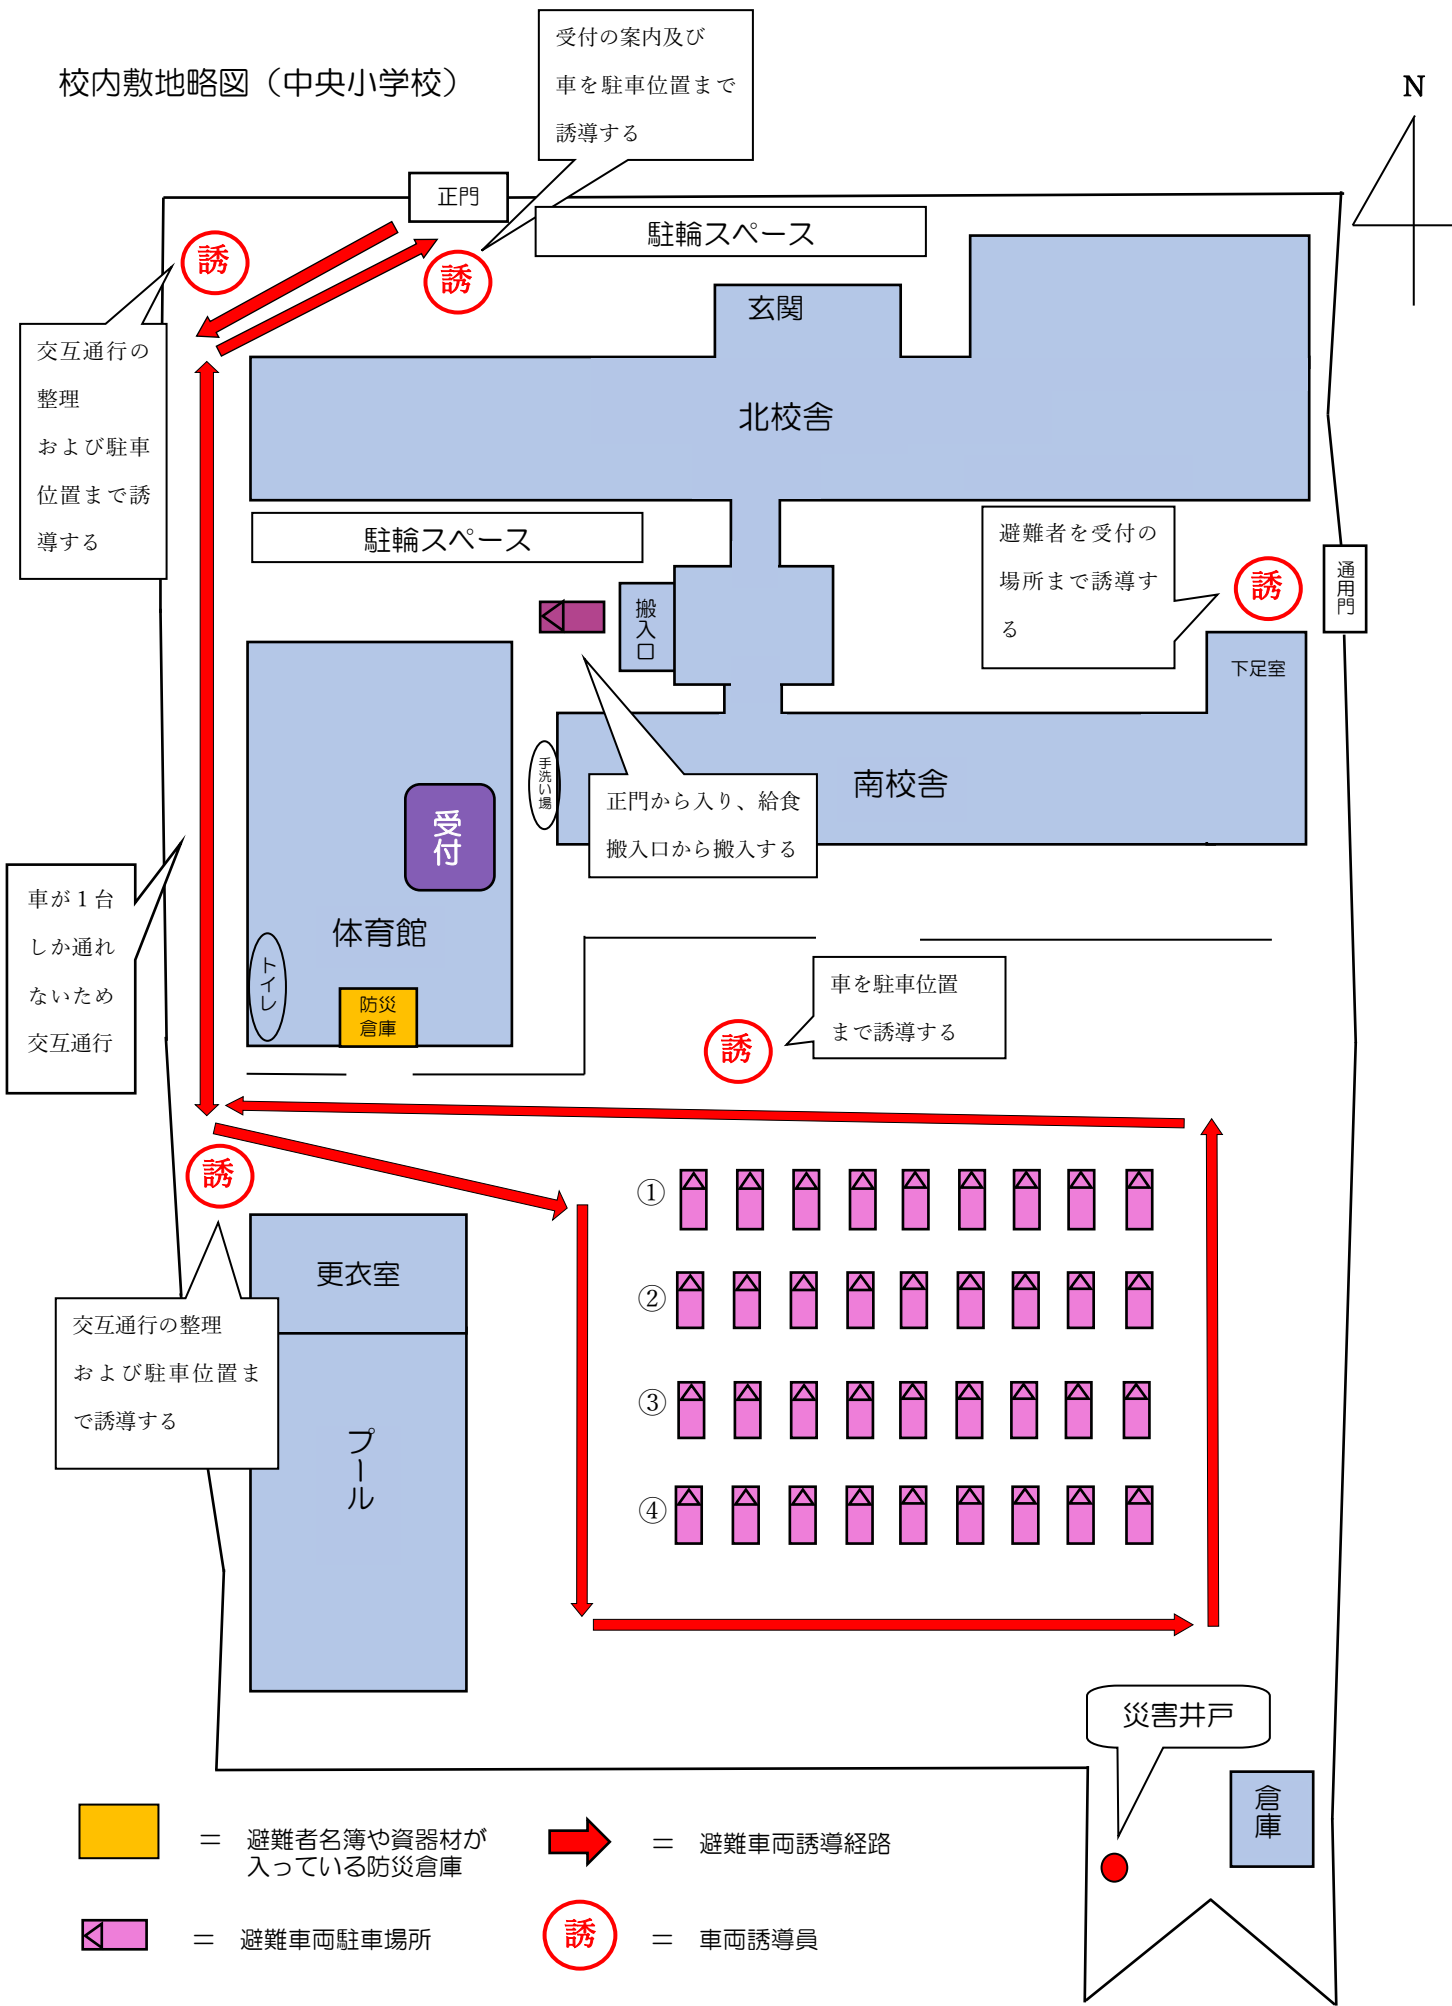 校内敷地略図（中央小学校）
受付の案内及び
車を駐車位置まで
誘導する
N
正門
駐輪スペース
誘
誘
玄関
交互通行の
整理
および駐車
位置まで誘
導する
北校舎
駐輪スペース
避難者を受付の
場所まで誘導す
る
誘
通用門
搬入口
下足室
手洗い場
南校舎
正門から入り、給食
搬入口から搬入する
受付
体育館
車が１台
しか通れ
ないため
交互通行
トイレ
防災
倉庫
車を駐車位置
まで誘導する
誘
誘
①
更衣室
②
交互通行の整理
および駐車位置ま
で誘導する
③
プール
④
災害井戸
倉庫
＝ 避難者名簿や資器材が
入っている防災倉庫
＝ 避難車両誘導経路
＝ 避難車両駐車場所
誘 ＝ 車両誘導員